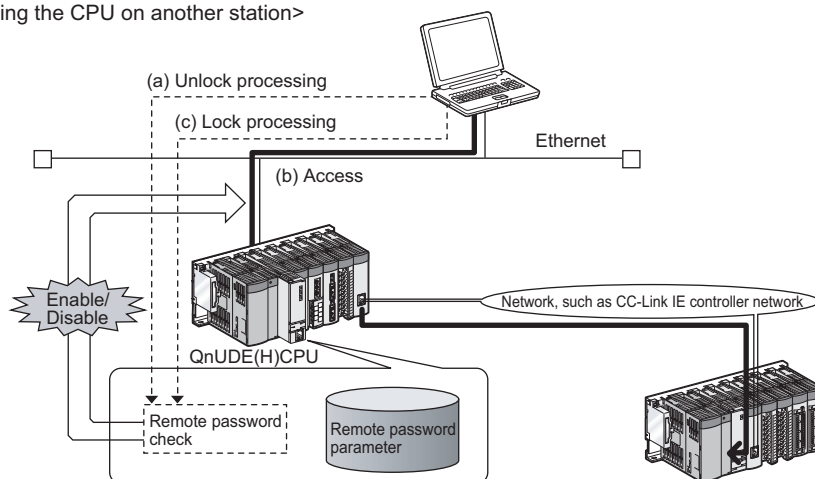 ing the CPU on another station>
(a) Unlock processing
(c) Lock processing
Ethernet
(b) Access
Enable/
Disable
Network, such as CC-Link IE controller network
QnUDE(H)CPU
Remote password
check
Remote password
parameter